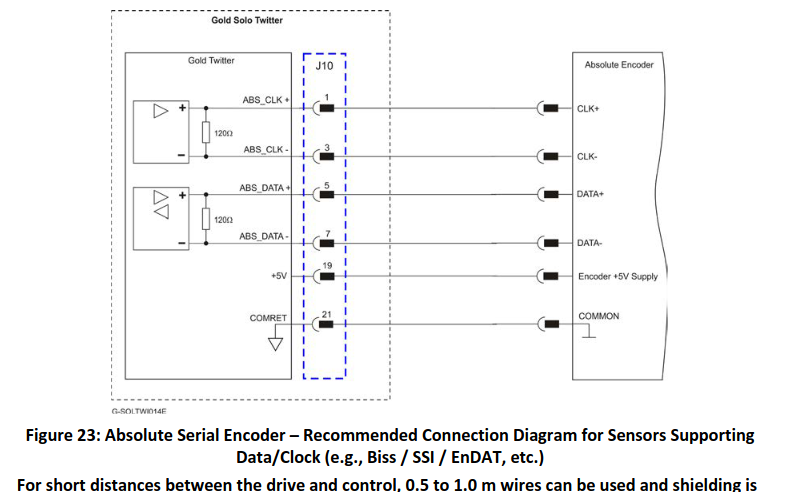 Gold Solo Twitter
Gold Twitter
J10
Absolute Encoder
ABS_CLK + 1 CLK+
+
120Ω
ABS_CLK - 3 CLK-
-
ABS_DATA + 5 DATA+
+
120Ω
ABS_DATA - 7 DATA-
-
+5V 19 Encoder +5V Supply
COMRET 21 COMMON
G-SOLTWI014E
Figure 23: Absolute Serial Encoder – Recommended Connection Diagram for Sensors Supporting
Data/Clock (e.g., Biss / SSI / EnDAT, etc.)
For short distances between the drive and control, 0.5 to 1.0 m wires can be used and shielding is